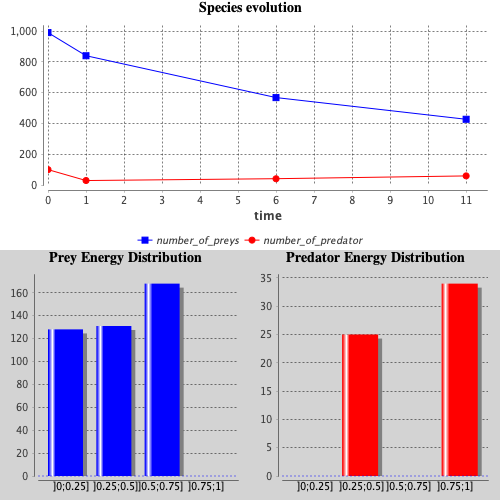 Species evolution
1,000
800
600
400
200
0
0 1 2 3 4 5 6 7 8 9 10 11
time
number_of_preys number_of_predator
Prey Energy Distribution
160
140
120
100
80
60
40
20
0
]0;0.25] ]0.25;0.5] ]0.5;0.75] ]0.75;1]
Predator Energy Distribution
35
30
25
20
15
10
5
0
]0;0.25] ]0.25;0.5] ]0.5;0.75] ]0.75;1]